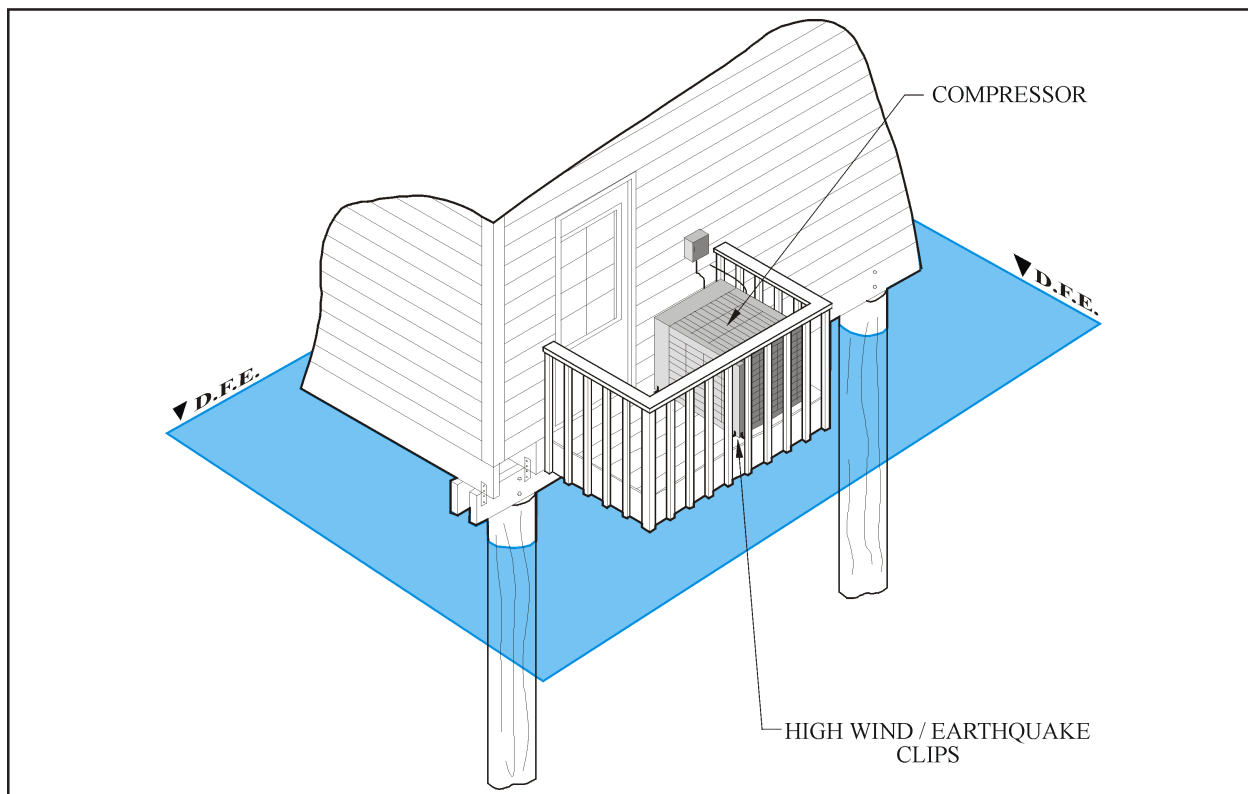 COMPRESSOR
D.F.E.
D.F.E.
HIGH WIND / EARTHQUAKE
CLIPS